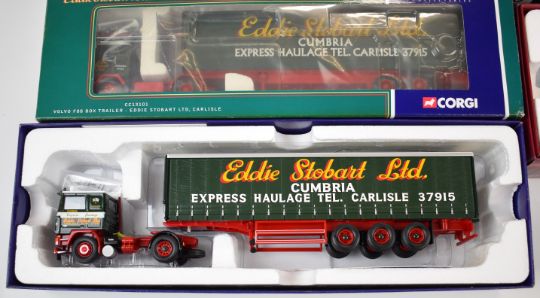 Eddie Stobart Ltd.
CUMBRIA
EXPRESS HAULAGE TEL. CARLISLE 37915
CC13101
VOLVO F88 BOX TRAILER - EDDIE STOBART LTD, CARLISLE
CORGI
Eddie Stobart Ltd.
CUMBRIA
EXPRESS HAULAGE TEL. CARLISLE 37915